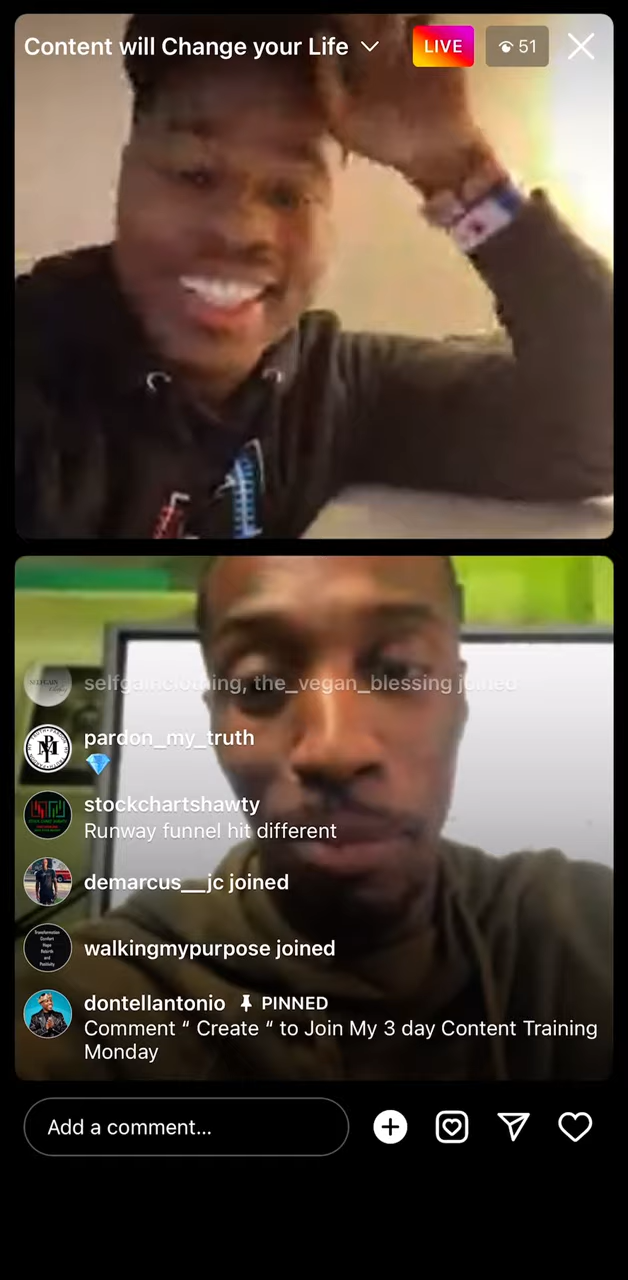 Content will Change your Life
LIVE
51
selfgainclothing, the_vegan_blessing joined
pardon_my_truth
💎
stockchartshawty
Runway funnel hit different
demarcus__jc joined
walkingmypurpose joined
dontellantonio PINNED
Comment “ Create “ to Join My 3 day Content Training
Monday
Add a comment...